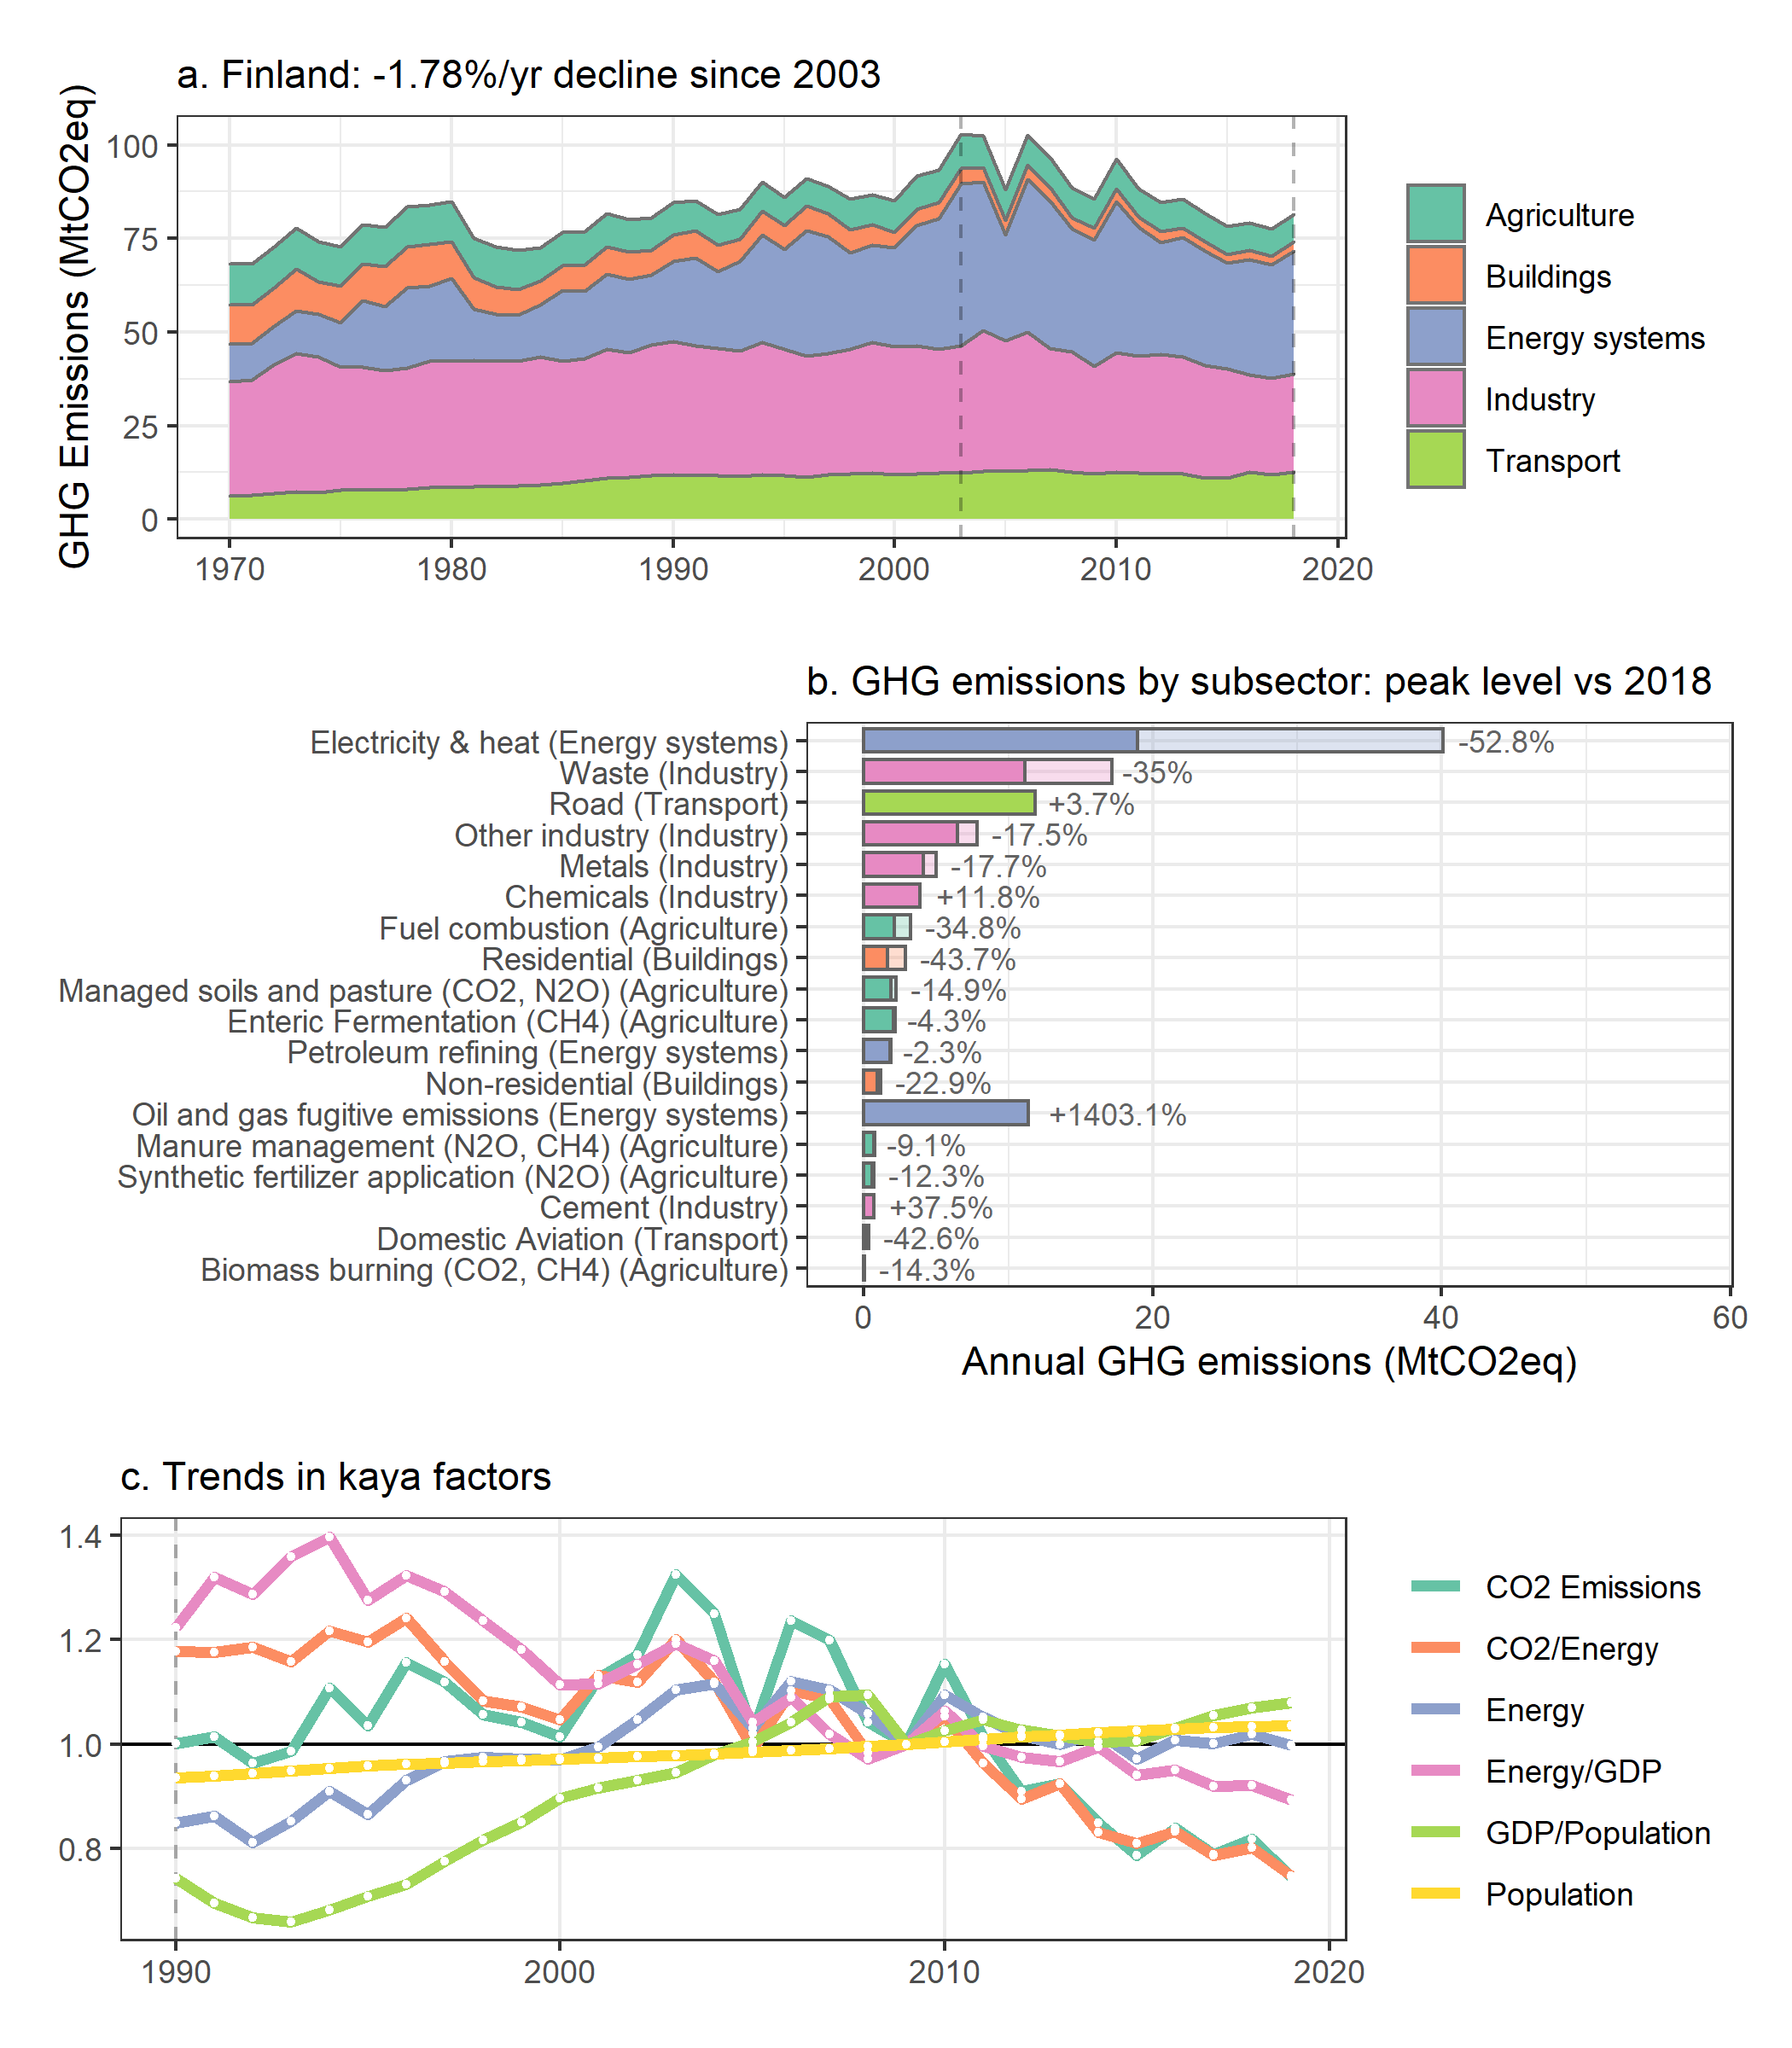 a. Finland: -1.78%/yr decline since 2003
GHG Emissions (MtCO2eq)
100
75
50
25
0
1970 1980 1990 2000 2010 2020
Agriculture
Buildings
Energy systems
Industry
Transport
b. GHG emissions by subsector: peak level vs 2018
Electricity & heat (Energy systems) -52.8%
Waste (Industry) -35%
Road (Transport) +3.7%
Other industry (Industry) -17.5%
Metals (Industry) -17.7%
Chemicals (Industry) +11.8%
Fuel combustion (Agriculture) -34.8%
Residential (Buildings) -43.7%
Managed soils and pasture (CO2, N2O) (Agriculture) -14.9%
Enteric Fermentation (CH4) (Agriculture) -4.3%
Petroleum refining (Energy systems) -2.3%
Non-residential (Buildings) -22.9%
Oil and gas fugitive emissions (Energy systems) +1403.1%
Manure management (N2O, CH4) (Agriculture) -9.1%
Synthetic fertilizer application (N2O) (Agriculture) -12.3%
Cement (Industry) +37.5%
Domestic Aviation (Transport) -42.6%
Biomass burning (CO2, CH4) (Agriculture) -14.3%
0 20 40 60
Annual GHG emissions (MtCO2eq)
c. Trends in kaya factors
1.4
1.2
1.0
0.8
1990 2000 2010 2020
CO2 Emissions
CO2/Energy
Energy
Energy/GDP
GDP/Population
Population